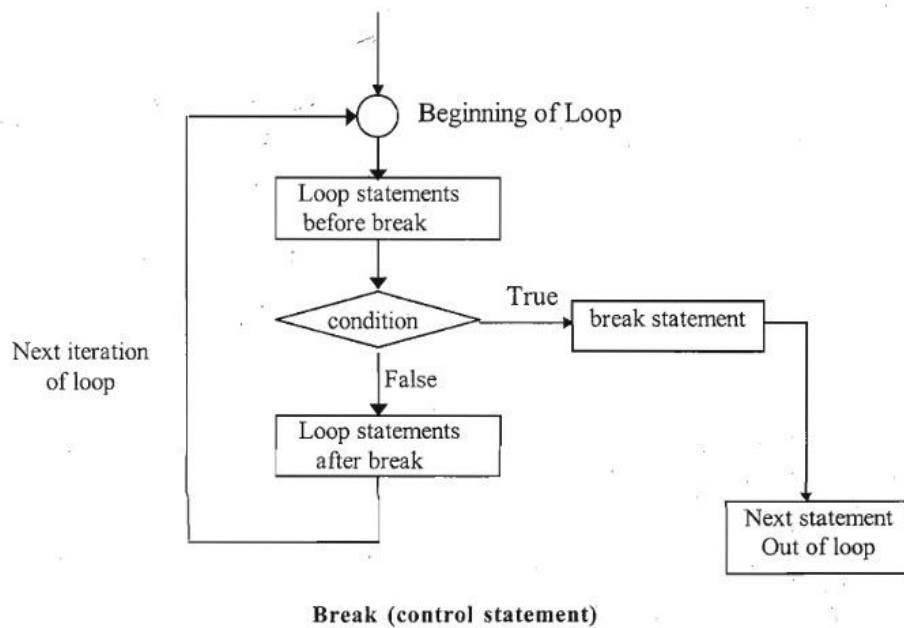 Beginning of Loop
Loop statements
before break
condition
True
break statement
Next iteration
of loop
False
Loop statements
after break
Next statement
Out of loop
Break (control statement)